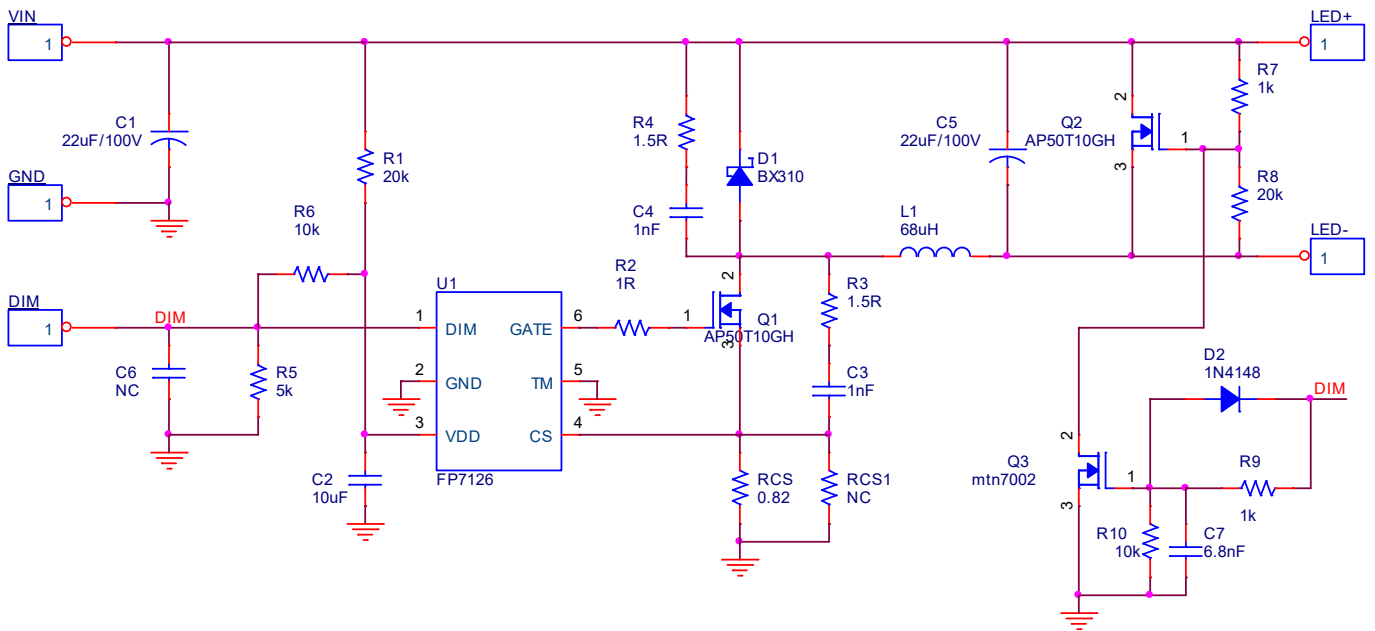 VIN
1
GND
1
DIM
1
DIM
C1
22uF/100V
R1
20k
R6
10k
C6
NC
R5
5k
C2
10uF
U1
1
DIM
GATE
6
2
GND
TM
5
3
VDD
CS
4
FP7126
R2
1R
R4
1.5R
C4
1nF
D1
BX310
2
1
3
Q1
AP50T10GH
R3
1.5R
C3
1nF
RCS
0.82
RCS1
NC
L1
68uH
C5
22uF/100V
Q2
AP50T10GH
2
1
3
R7
1k
R8
20k
LED+
1
LED-
1
D2
1N4148
DIM
Q3
mtn7002
2
1
3
R9
1k
R10
10k
C7
6.8nF